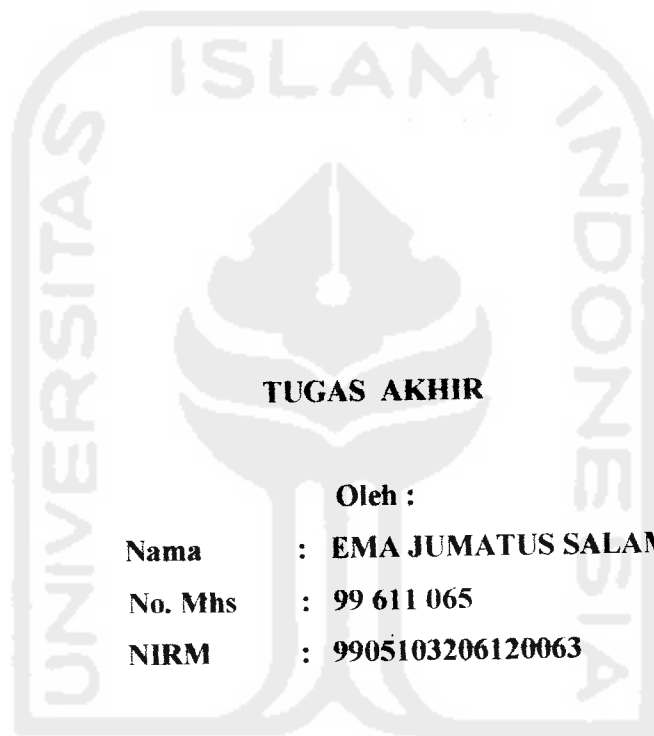 UNIVERSITAS
ISLAM
INDONESIA
TUGAS AKHIR
Oleh :
Nama : EMA JUMATUS SALAM
No. Mhs : 99 611 065
NIRM : 9905103206120063